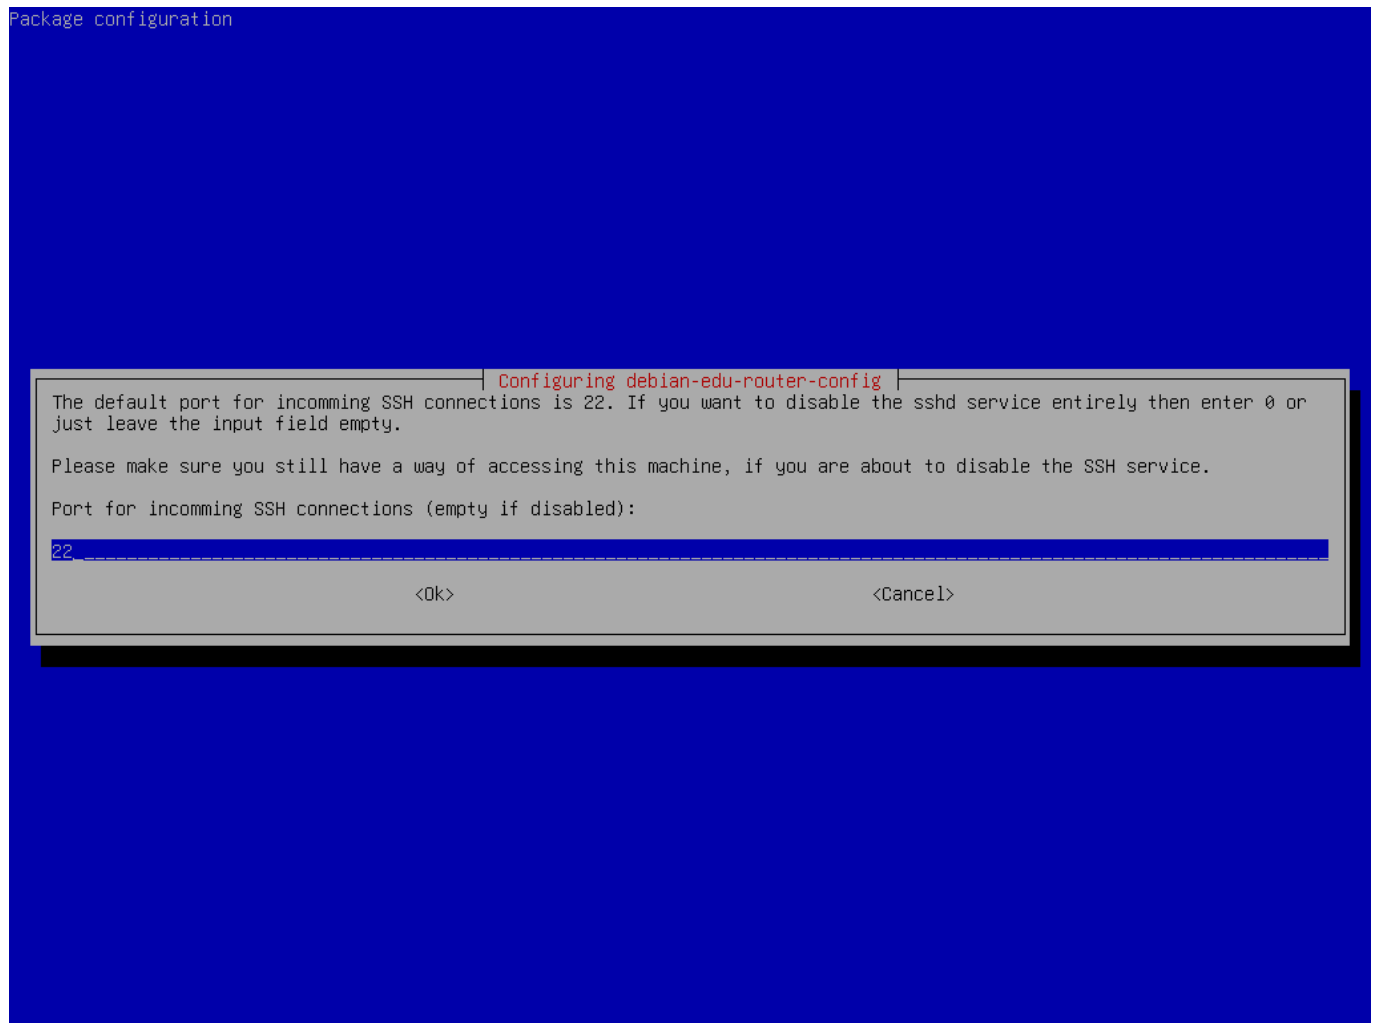 Package configuration
Configuring debian-edu-router-config
The default port for incomming SSH connections is 22. If you want to disable the sshd service entirely then enter 0 or
just leave the input field empty.
Please make sure you still have a way of accessing this machine, if you are about to disable the SSH service.
Port for incomming SSH connections (empty if disabled):
22
<Ok> <Cancel>